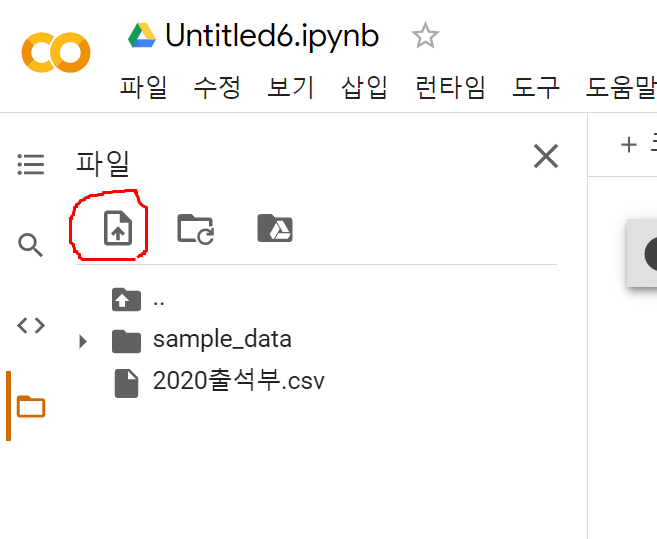 Untitled6.ipynb
파일 수정 보기 삽입 런타임 도구 도움말
파일
+
..
sample_data
2020출석부.csv